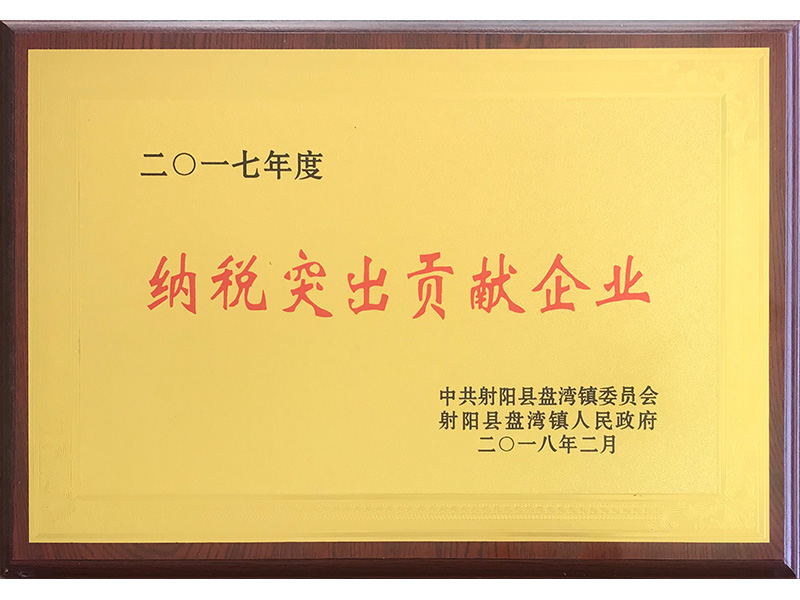 二〇一七年度
纳税突出贡献企业
中共射阳县盘湾镇委员会
射阳县盘湾镇人民政府
二〇一八年二月